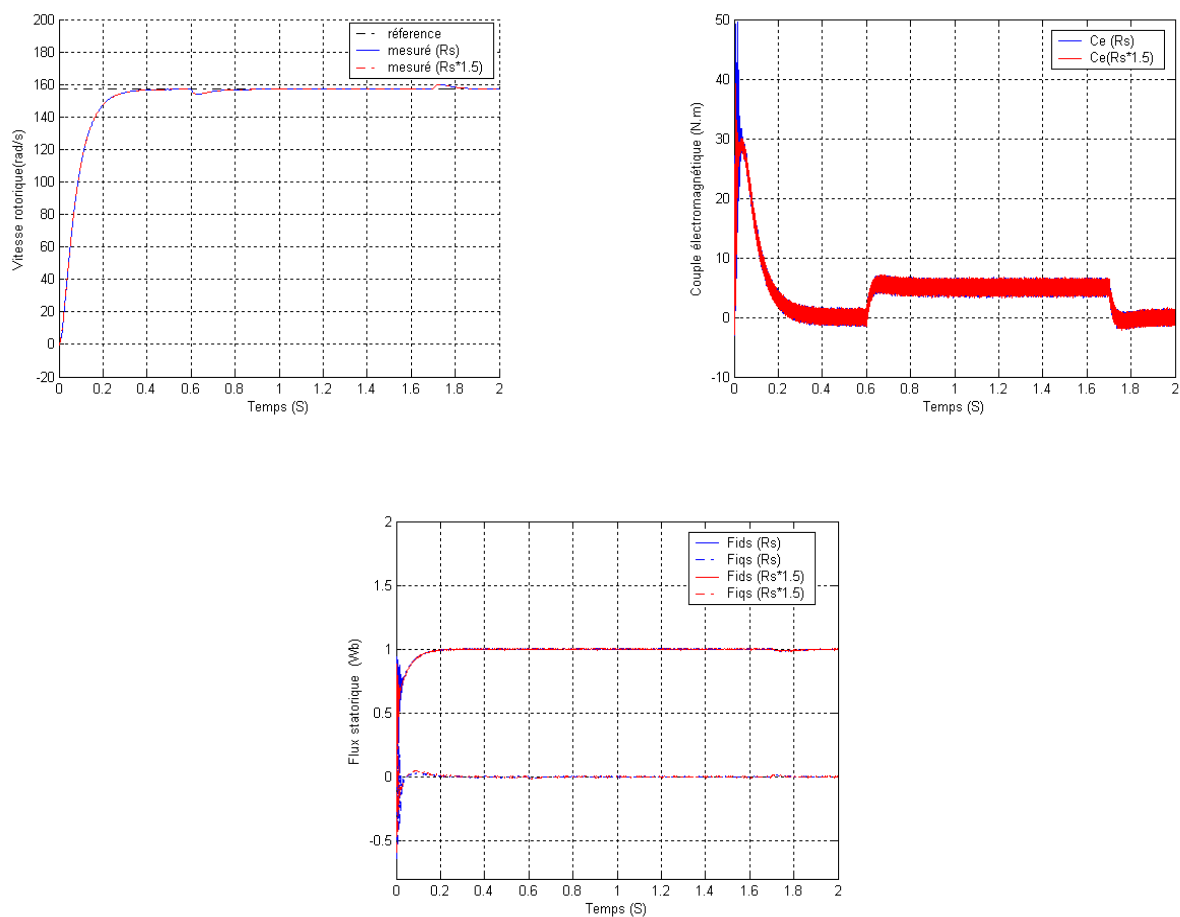 200
180
160
140
120
100
80
60
40
20
0
-20
Vitesse rotorique(rad/s)
réference
mesuré (Rs)
mesuré (Rs*1.5)
0 0.2 0.4 0.6 0.8 1 1.2 1.4 1.6 1.8 2
Temps (S)
50
40
30
20
10
0
-10
Couple électromagnétique (N.m)
Ce (Rs)
Ce(Rs*1.5)
0 0.2 0.4 0.6 0.8 1 1.2 1.4 1.6 1.8 2
Temps (S)
2
1.5
1
0.5
0
-0.5
Flux statorique (Wb)
Fids (Rs)
Fiqs (Rs)
Fids (Rs*1.5)
Fiqs (Rs*1.5)
0 0.2 0.4 0.6 0.8 1 1.2 1.4 1.6 1.8 2
Temps (S)